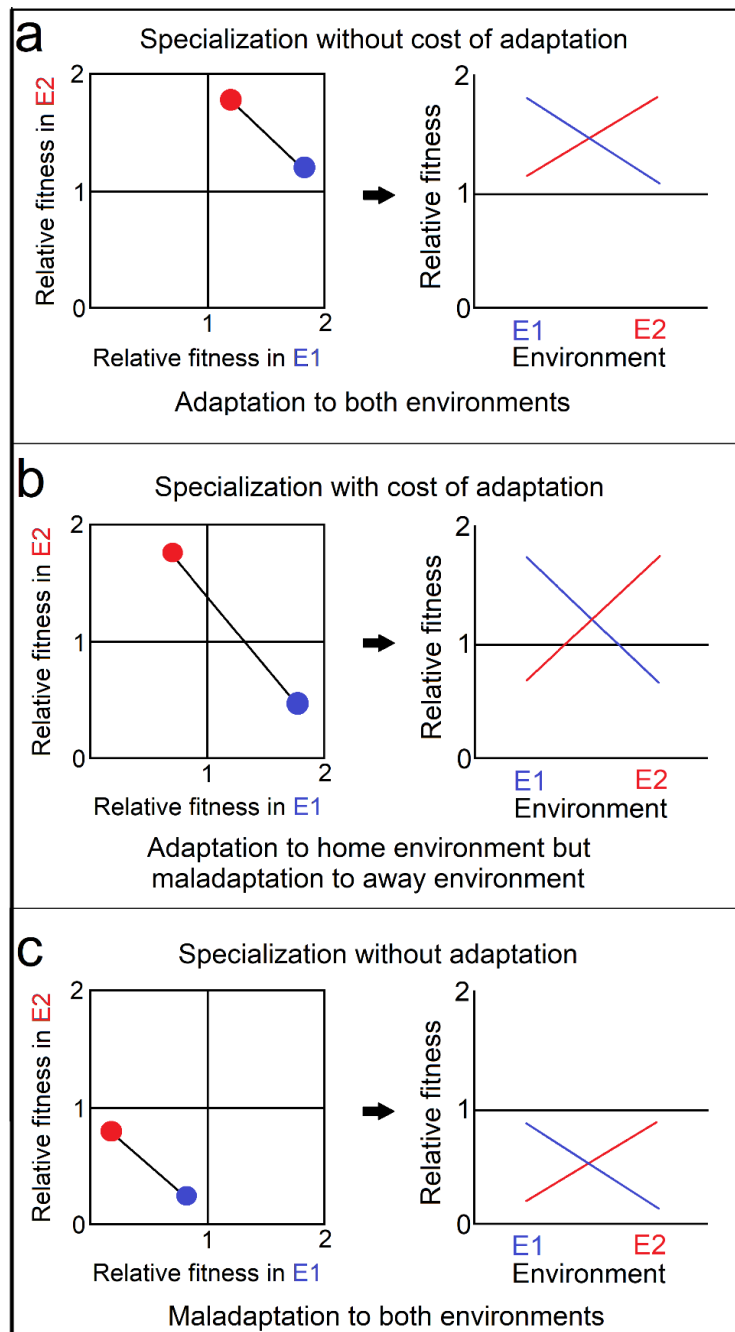 a
Specialization without cost of adaptation
2
1
0
Relative fitness in E2
1
2
Relative fitness in E1
2
1
0
Relative fitness
E1
E2
Environment
Adaptation to both environments
b
Specialization with cost of adaptation
2
1
0
Relative fitness in E2
1
2
Relative fitness in E1
2
1
0
Relative fitness
E1
E2
Environment
Adaptation to home environment but
maladaptation to away environment
c
Specialization without adaptation
2
1
0
Relative fitness in E2
1
2
Relative fitness in E1
2
1
0
Relative fitness
E1
E2
Environment
Maladaptation to both environments